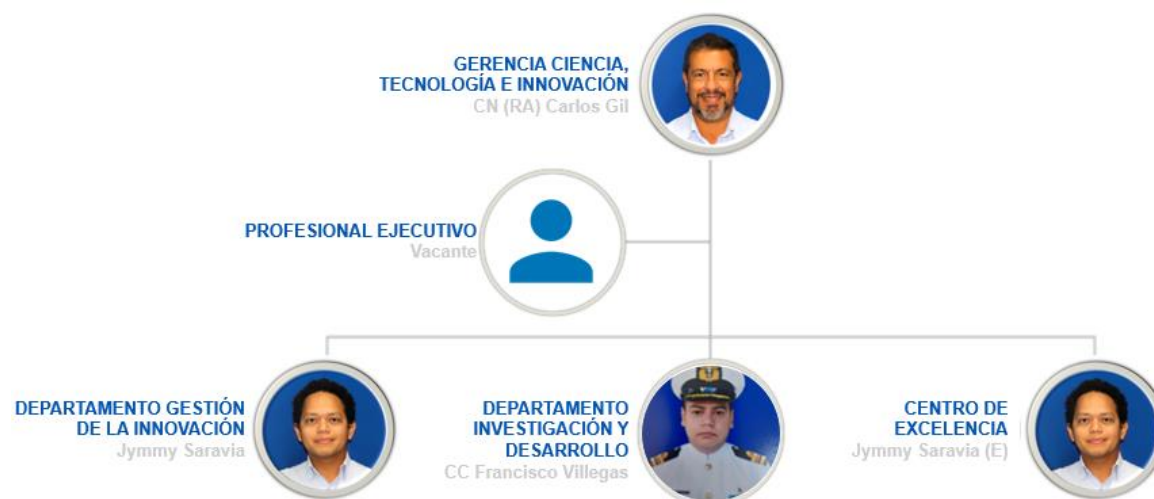 GERENCIA CIENCIA,
TECNOLOGÍA E INNOVACIÓN
CN (RA) Carlos Gil
PROFESIONAL EJECUTIVO
Vacante
DEPARTAMENTO GESTIÓN
DE LA INNOVACIÓN
Jymmy Saravia
DEPARTAMENTO
INVESTIGACIÓN Y
DESARROLLO
CC Francisco Villegas
CENTRO DE
EXCELENCIA
Jymmy Saravia (E)